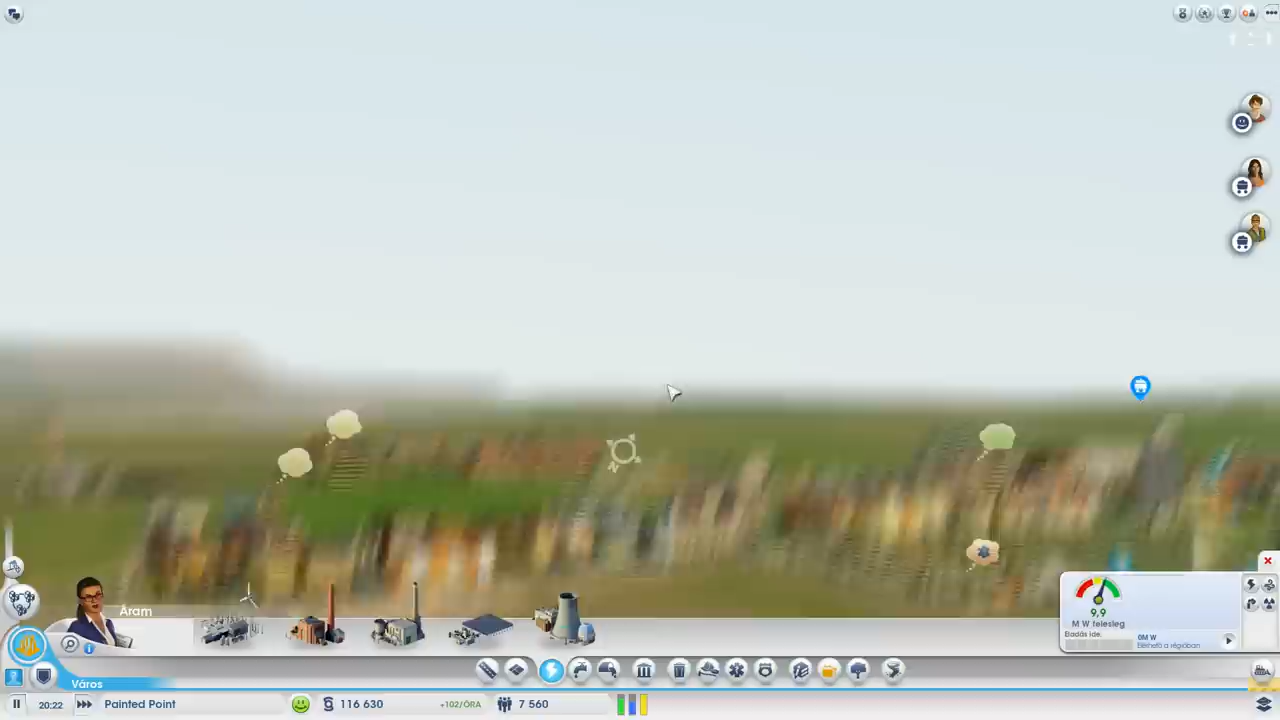 Áram
9,9
M W felesleg
Eladás ide:
0M W
Elérhető a régióban
Város
20:22
Painted Point
116 630
+102/ÓRA
7 560